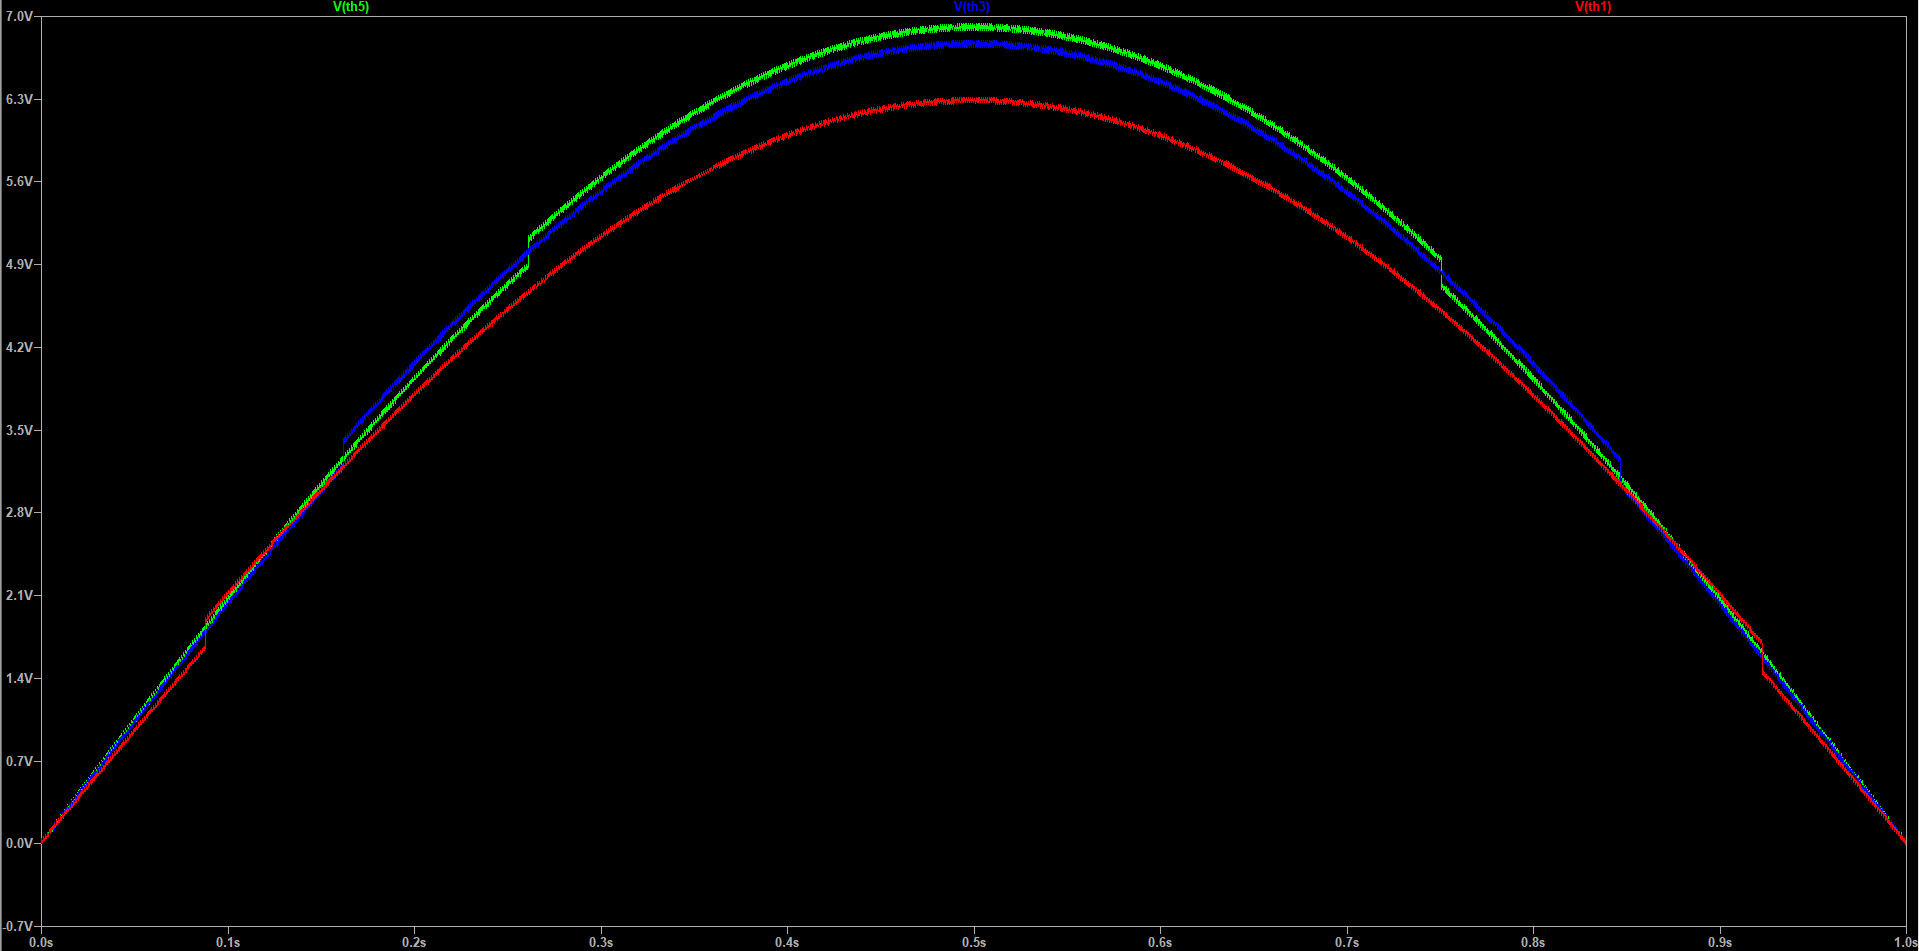 V(th5) V(th3) V(th1)
7.0V
6.3V
5.6V
4.9V
4.2V
3.5V
2.8V
2.1V
1.4V
0.7V
0.0V
-0.7V
0.0s 0.1s 0.2s 0.3s 0.4s 0.5s 0.6s 0.7s 0.8s 0.9s 1.0s